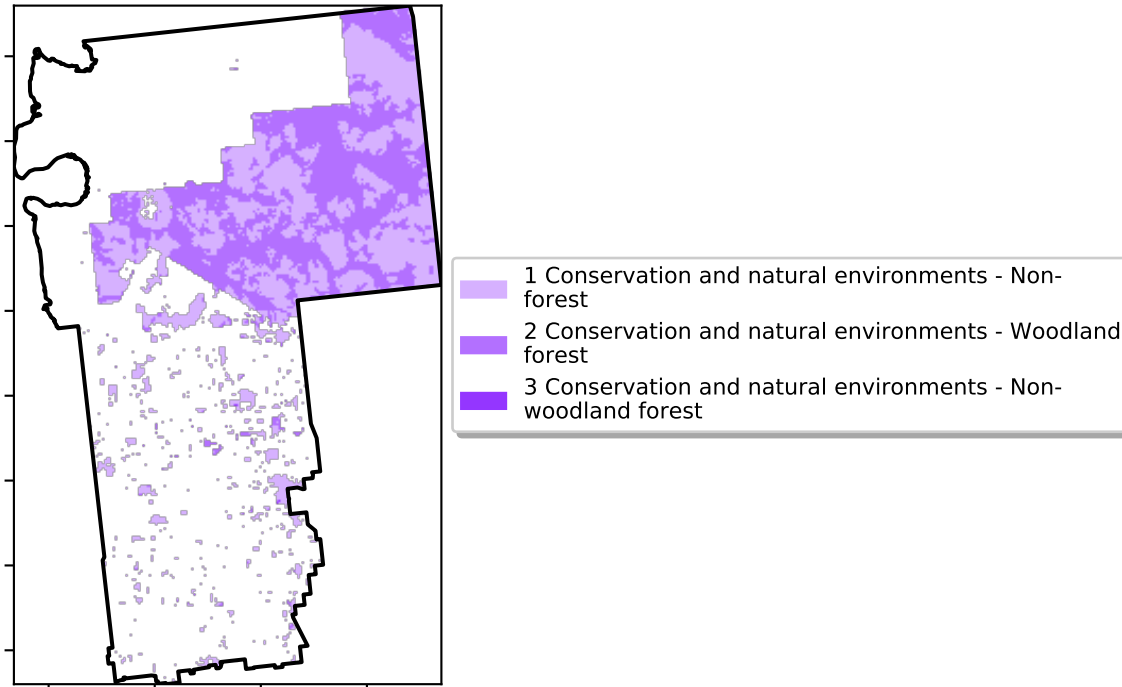 1 Conservation and natural environments - Non-
forest
2 Conservation and natural environments - Woodland
forest
3 Conservation and natural environments - Non-
woodland forest